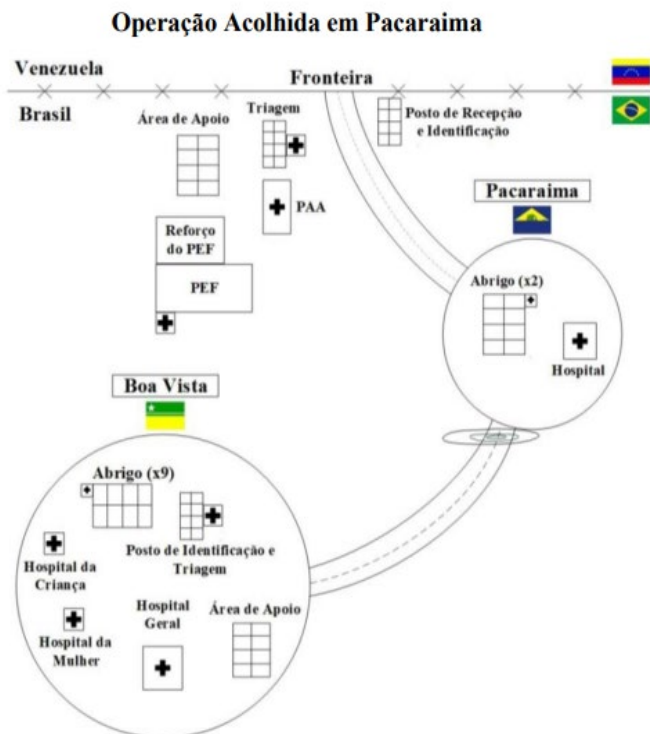 Operação Acolhida em Pacaraima
Venezuela
Fronteira
Brasil
Área de Apoio
Triagem
Posto de Recepção
e Identificação
PAA
Pacaraima
Reforço
do PEF
PEF
Abrigo (x2)
Hospital
Boa Vista
Abrigo (x9)
Posto de Identificação e
Triagem
Hospital da
Criança
Hospital
Geral
Área de Apoio
Hospital da
Mulher